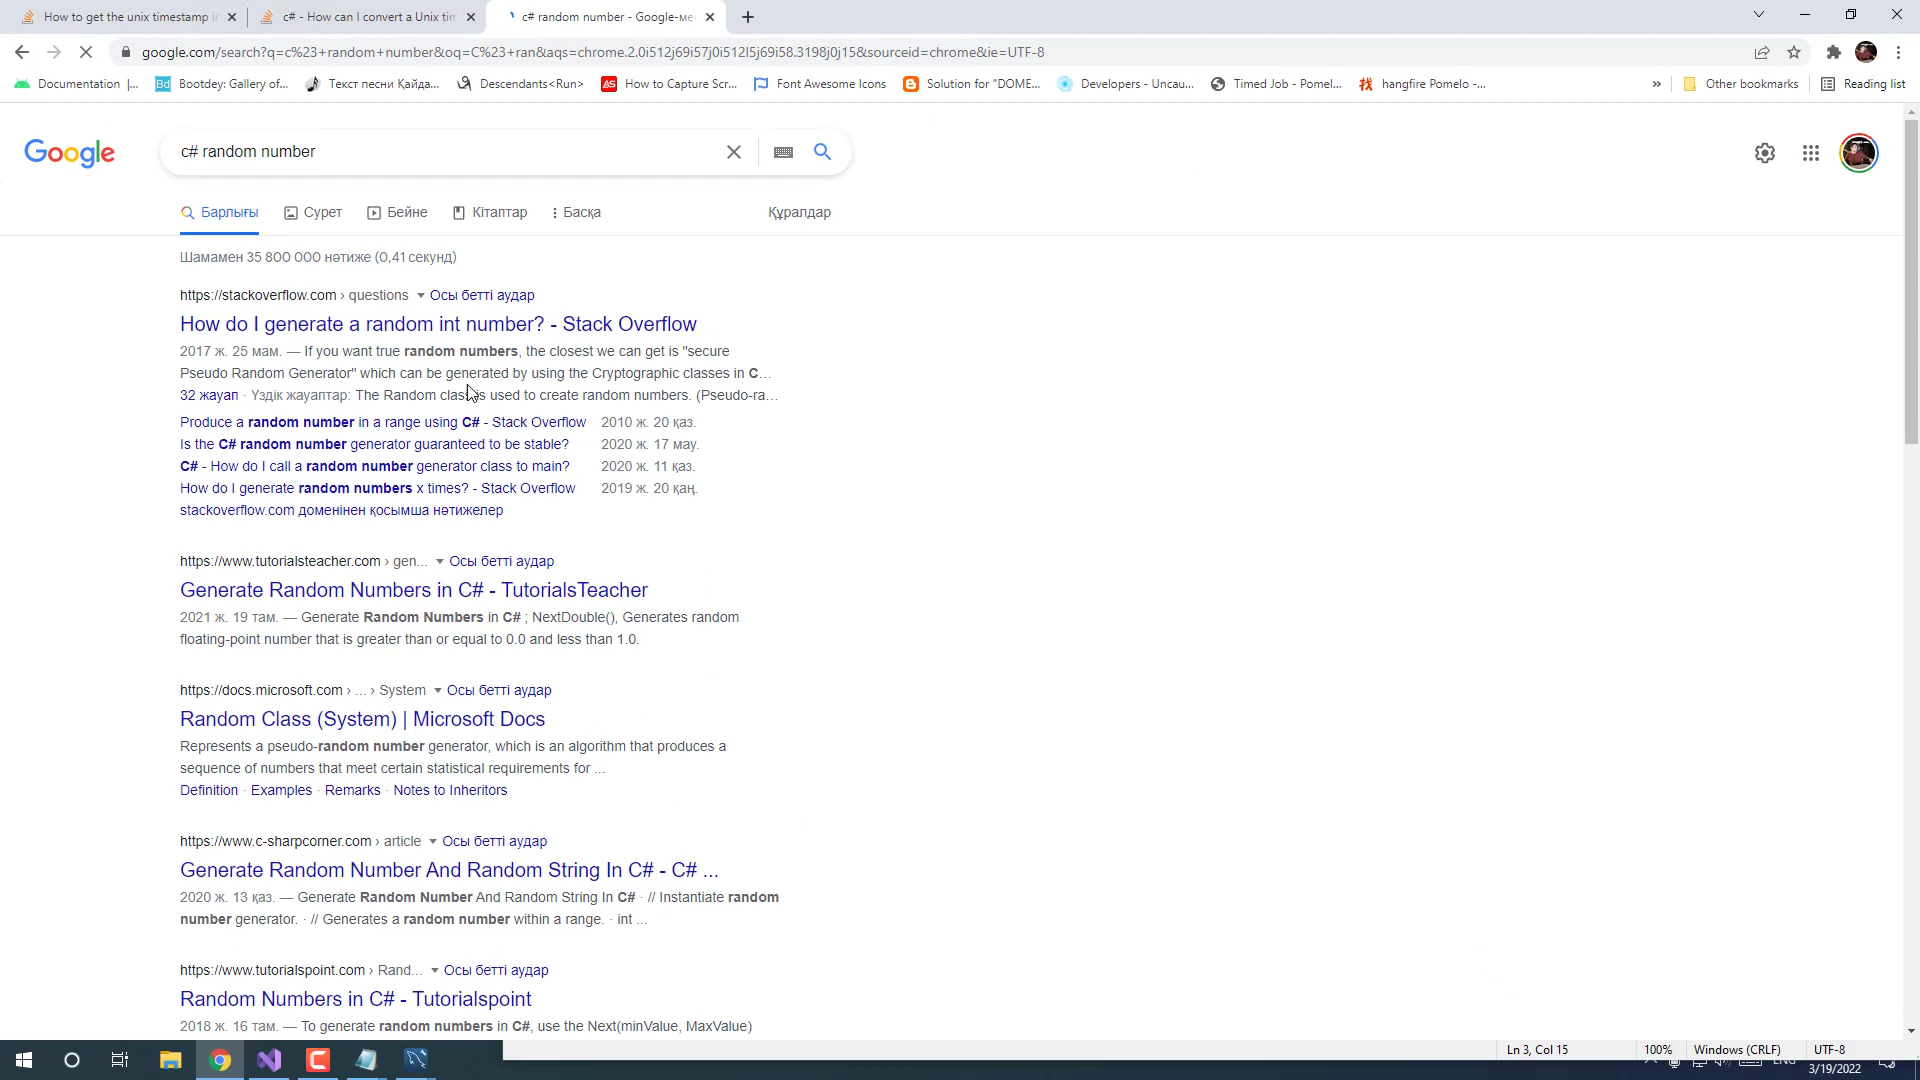 How to get the unix timestamp i
c# - How can I convert a Unix tim
c# random number - Google-ме
google.com/search?q=c%23+random+number&oq=C%23+ran&aqs=chrome.2.0i512j69i57j0i512l5j69i58.3198j0j15&sourceid=chrome&ie=UTF-8
Documentation |...
Bd Bootdey: Gallery of...
Текст песни Қайда...
Descendants<Run>
AS How to Capture Scr...
Font Awesome Icons
Solution for "DOME...
Developers - Uncau...
Timed Job - Pomel...
hangfire Pomelo -...
»
Other bookmarks
Reading list
Google
c# random number
Барлығы
Сурет
Бейне
Кітаптар
Басқа
Құралдар
Шамамен 35 800 000 нәтиже (0,41 секунд)
https://stackoverflow.com › questions Осы бетті аудар
How do I generate a random int number? - Stack Overflow
2017 ж. 25 мам. — If you want true random numbers, the closest we can get is "secure
Pseudo Random Generator" which can be generated by using the Cryptographic classes in C...
32 жауап · Үздік жауаптар: The Random class is used to create random numbers. (Pseudo-ra...
Produce a random number in a range using C# - Stack Overflow 2010 ж. 20 қаз.
Is the C# random number generator guaranteed to be stable? 2020 ж. 17 мау.
C# - How do I call a random number generator class to main? 2020 ж. 11 қаз.
How do I generate random numbers x times? - Stack Overflow 2019 ж. 20 қаң.
stackoverflow.com доменінен қосымша нәтижелер
https://www.tutorialsteacher.com › gen... Осы бетті аудар
Generate Random Numbers in C# - TutorialsTeacher
2021 ж. 19 там. — Generate Random Numbers in C# ; NextDouble(), Generates random
floating-point number that is greater than or equal to 0.0 and less than 1.0.
https://docs.microsoft.com › ... › System Осы бетті аудар
Random Class (System) | Microsoft Docs
Represents a pseudo-random number generator, which is an algorithm that produces a
sequence of numbers that meet certain statistical requirements for ...
Definition · Examples · Remarks · Notes to Inheritors
https://www.c-sharpcorner.com › article Осы бетті аудар
Generate Random Number And Random String In C# - C# ...
2020 ж. 13 қаз. — Generate Random Number And Random String In C# · // Instantiate random
number generator. · // Generates a random number within a range. · int ...
https://www.tutorialspoint.com › Rand... Осы бетті аудар
Random Numbers in C# - Tutorialspoint
2018 ж. 16 там. — To generate random numbers in C#, use the Next(minValue, MaxValue)
Ln 3, Col 15
100%
Windows (CRLF)
UTF-8
ENG
3/19/2022